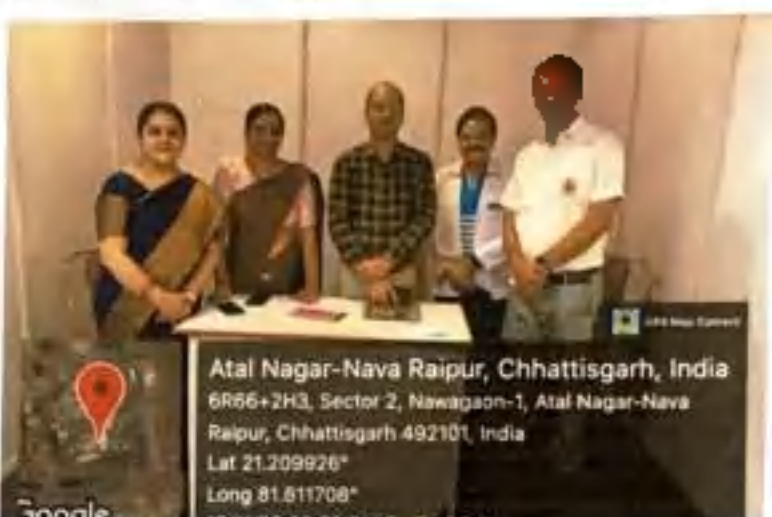 GPS Map Camera
Atal Nagar-Nava Raipur, Chhattisgarh, India
6R66+2H3, Sector 2, Nawagaon-1, Atal Nagar-Nava
Raipur, Chhattisgarh 492101, India
Lat 21.209926°
Long 81.811708°
Google